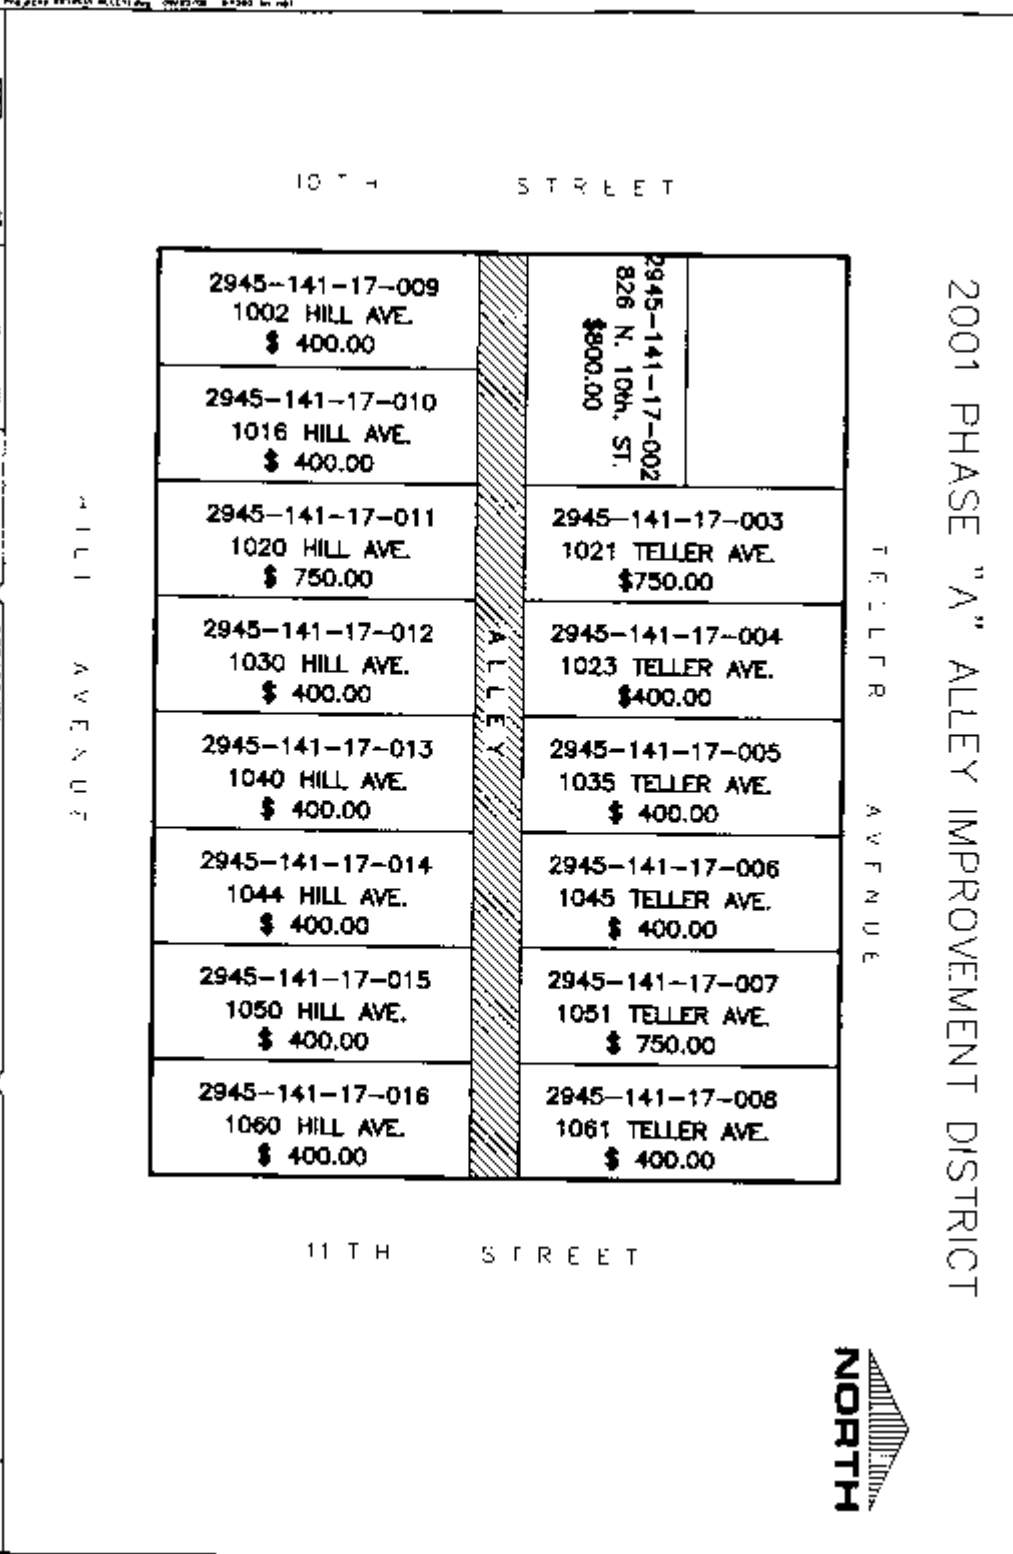 2001 PHASE "A" ALLEY IMPROVEMENT DISTRICT
10TH STREET
2945-141-17-009
1002 HILL AVE.
$ 400.00
2945-141-17-010
1016 HILL AVE.
$ 400.00
2945-141-17-011
1020 HILL AVE.
$ 750.00
2945-141-17-012
1030 HILL AVE.
$ 400.00
2945-141-17-013
1040 HILL AVE.
$ 400.00
2945-141-17-014
1044 HILL AVE.
$ 400.00
2945-141-17-015
1050 HILL AVE.
$ 400.00
2945-141-17-016
1060 HILL AVE.
$ 400.00
ALLEY
2945-141-17-002
826 N. 10th. ST.
$800.00
2945-141-17-003
1021 TELLER AVE.
$750.00
2945-141-17-004
1023 TELLER AVE.
$400.00
2945-141-17-005
1035 TELLER AVE.
$ 400.00
2945-141-17-006
1045 TELLER AVE.
$ 400.00
2945-141-17-007
1051 TELLER AVE.
$ 750.00
2945-141-17-008
1061 TELLER AVE.
$ 400.00
HILL AVENUE
TELLER AVENUE
11TH STREET
NORTH